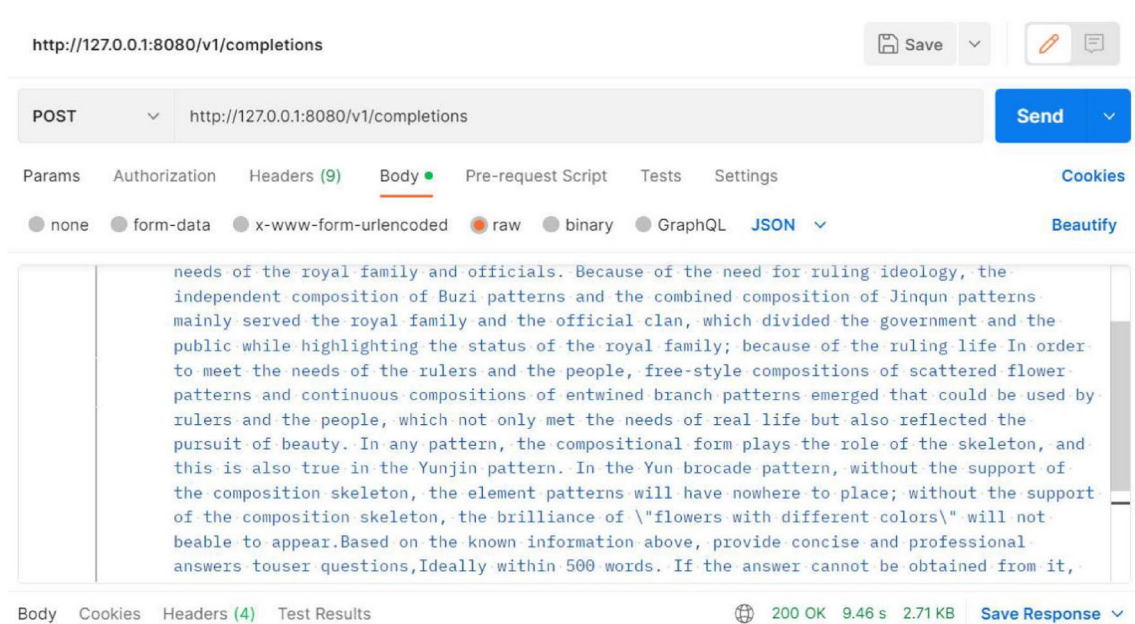 http://127.0.0.1:8080/v1/completions
Save
POST http://127.0.0.1:8080/v1/completions Send
Params Authorization Headers (9) Body Pre-request Script Tests Settings Cookies
none form-data x-www-form-urlencoded raw binary GraphQL JSON Beautify
needs of the royal family and officials. Because of the need for ruling ideology, the
independent composition of Buzi patterns and the combined composition of Jinqun patterns
mainly served the royal family and the official clan, which divided the government and the
public while highlighting the status of the royal family; because of the ruling life In order
to meet the needs of the rulers and the people, free-style compositions of scattered flower
patterns and continuous compositions of entwined branch patterns emerged that could be used by
rulers and the people, which not only met the needs of real life but also reflected the
pursuit of beauty. In any pattern, the compositional form plays the role of the skeleton, and
this is also true in the Yunjin pattern. In the Yun brocade pattern, without the support of
the composition skeleton, the element patterns will have nowhere to place; without the support
of the composition skeleton, the brilliance of \"flowers with different colors\" will not
beable to appear.Based on the known information above, provide concise and professional
answers touser questions,Ideally within 500 words. If the answer cannot be obtained from it,
Body Cookies Headers (4) Test Results 200 OK 9.46 s 2.71 KB Save Response